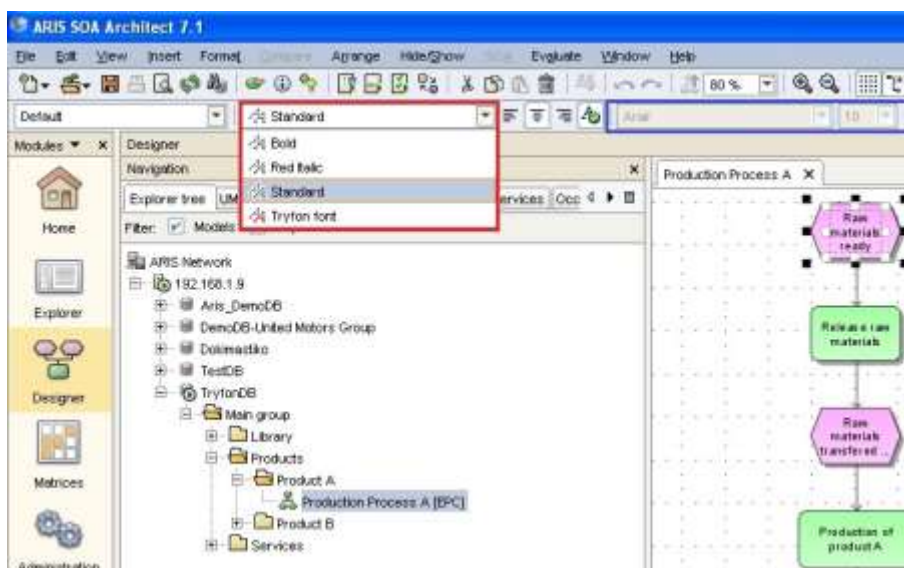 ARIS SOA Architect 7.1
File Edit View Insert Format Arrange Hide/Show Evaluate Window Help
80 %
Default Standard Arial 10
Modules Designer
Bold
Navigation Red Italic Production Process A
Standard
Explorer tree UM ervices Occ
Tryfon font
Filter: Models
Home
ARIS Network
192.168.1.9
Aris_DemoDB
DemoDB-United Motors Group
Dokimastiko
TestDB
TryfonDB
Main group
Library
Products
Product A
Production Process A [EPC]
Product B
Services
Explorer
Designer
Matrices
Administration
Raw
materials
ready
Release raw
materials
Raw
materials
transfered ...
Production of
product A